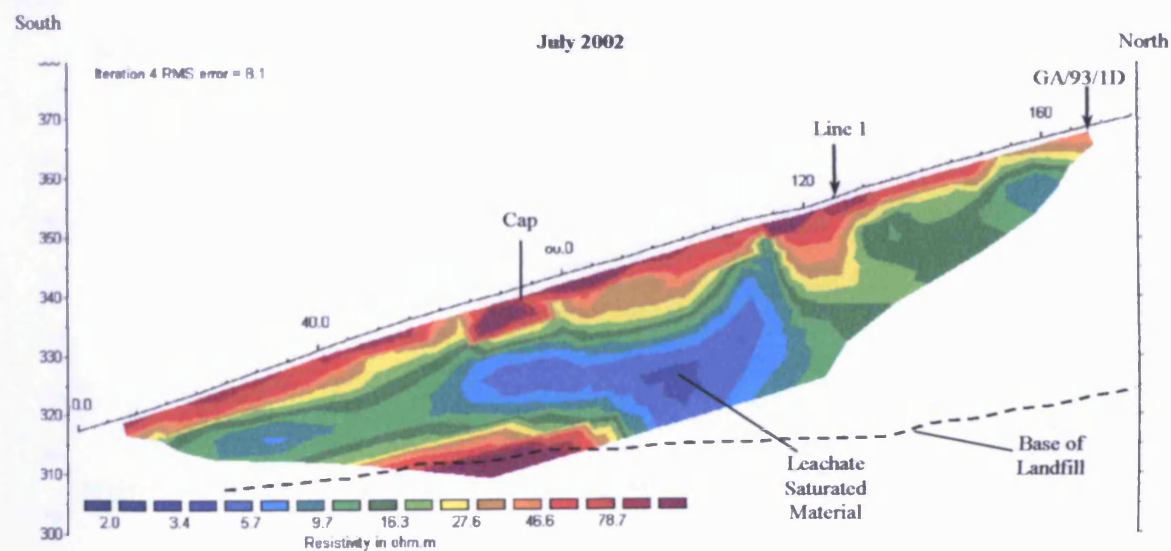 South
July 2002
North
Iteration 4 RMS error = 8.1
GA/93/1D
370
160
Line 1
360
120
Cap
350
340
40.0
330
320
0.0
310
Leachate
Saturated
Material
Base of
Landfill
2.0 3.4 5.7 9.7 16.3 27.6 46.6 78.7
300
Resistivity in ohm.m